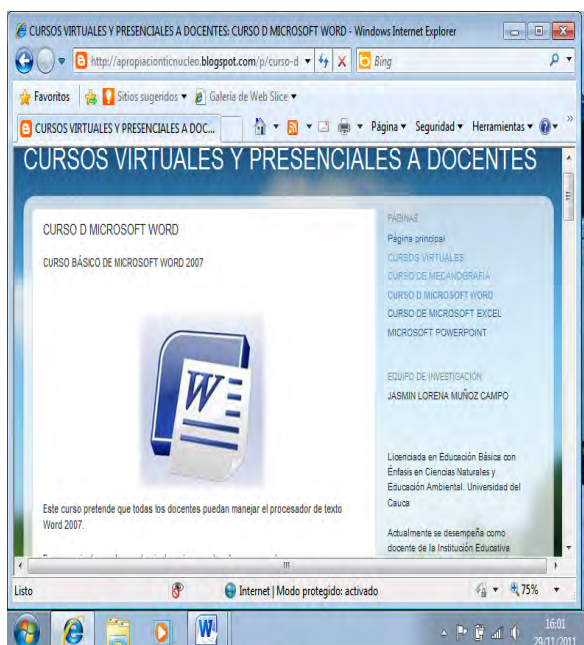 CURSOS VIRTUALES Y PRESENCIALES A DOCENTES: CURSO D MICROSOFT WORD - Windows Internet Explorer
http://apropiacionticnucleo.blogspot.com/p/curso-d
Bing
Favoritos
Sitios sugeridos
Galería de Web Slice
CURSOS VIRTUALES Y PRESENCIALES A DOC...
Página
Seguridad
Herramientas
CURSOS VIRTUALES Y PRESENCIALES A DOCENTES
CURSO D MICROSOFT WORD
CURSO BÁSICO DE MICROSOFT WORD 2007
W
Este curso pretende que todas los docentes puedan manejar el procesador de texto
Word 2007.
PÁGINAS
Página principal
CURSOS VIRTUALES
CURSO DE MECANOGRAFIA
CURSO D MICROSOFT WORD
CURSO DE MICROSOFT EXCEL
MICROSOFT POWERPOINT
EQUIPO DE INVESTIGACIÓN
JASMIN LORENA MUÑOZ CAMPO
Licenciada en Educación Básica con
Énfasis en Ciencias Naturales y
Educación Ambiental. Universidad del
Cauca
Actualmente se desempeña como
docente de la Institución Educativa
Listo
Internet | Modo protegido: activado
75%
W
16:01
29/11/2011